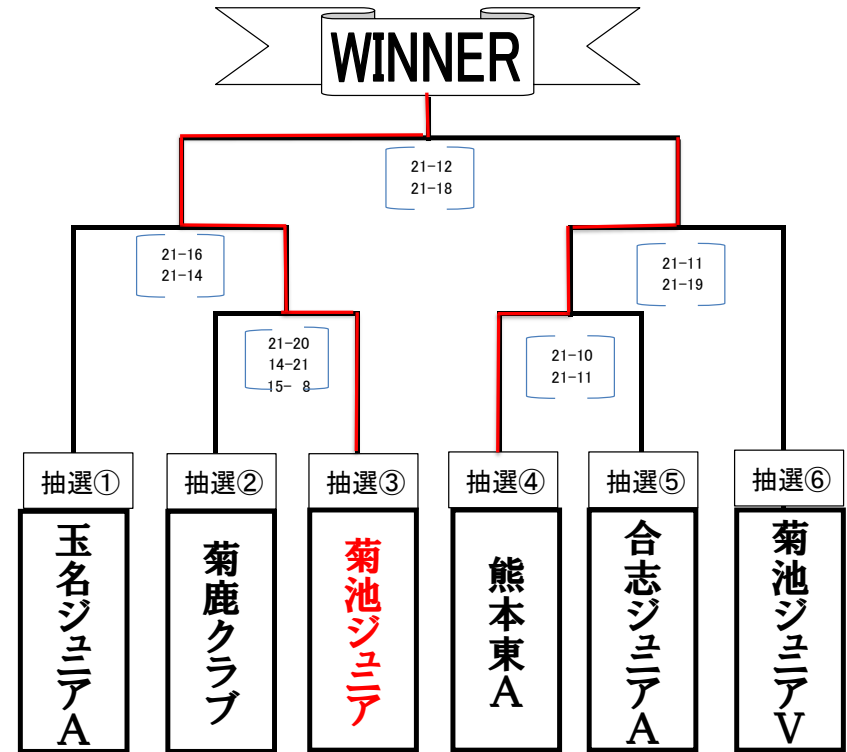 WINNER
21-12
21-18
21-16
21-14
21-11
21-19
21-20
14-21
15- 8
21-10
21-11
抽選①
抽選②
抽選③
抽選④
抽選⑤
抽選⑥
玉名ジュニアA
菊鹿クラブ
菊池ジュニア
熊本東A
合志ジュニアA
菊池ジュニアV